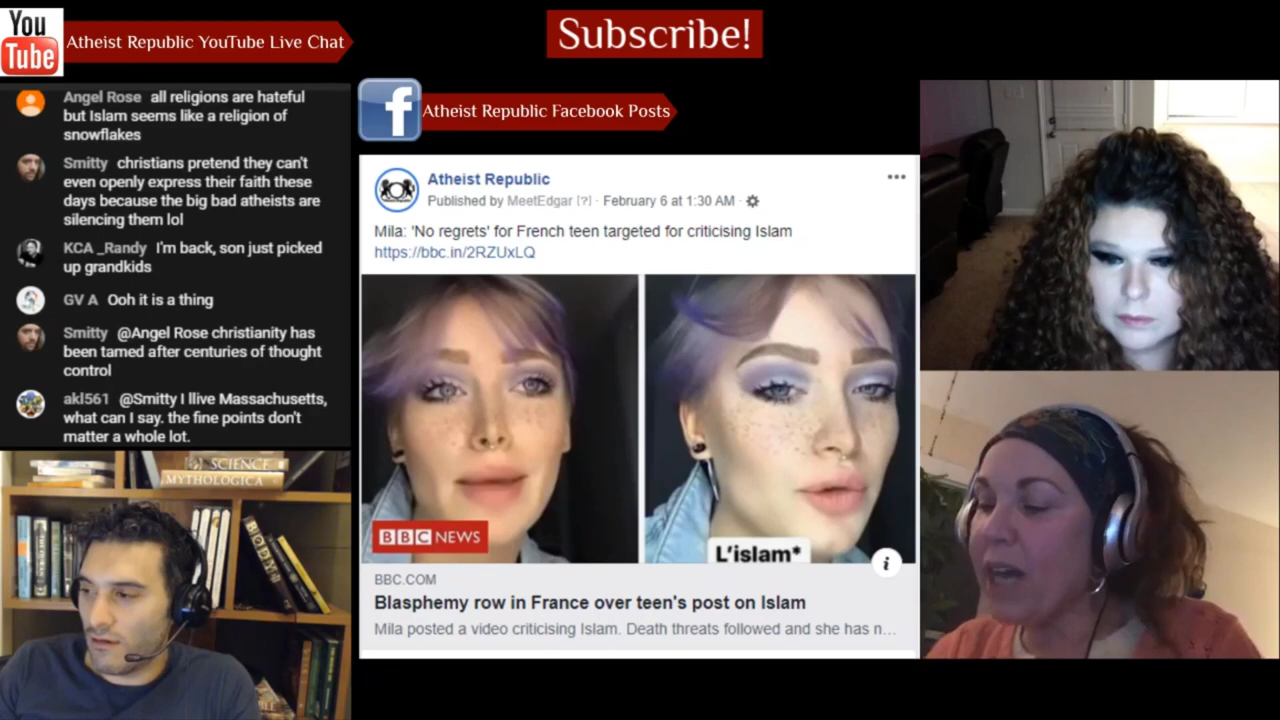 You
Tube
Atheist Republic YouTube Live Chat
Subscribe!
Angel Rose all religions are hateful
but Islam seems like a religion of
snowflakes
Smitty christians pretend they can't
even openly express their faith these
days because the big bad atheists are
silencing them lol
KCA _Randy I'm back, son just picked
up grandkids
GV A Ooh it is a thing
Smitty @Angel Rose christianity has
been tamed after centuries of thought
control
akl561 @Smitty I llive Massachusetts,
what can I say. the fine points don't
matter a whole lot.
f
Atheist Republic Facebook Posts
Atheist Republic
Published by MeetEdgar [?] · February 6 at 1:30 AM ·
Mila: 'No regrets' for French teen targeted for criticising Islam
https://bbc.in/2RZUxLQ
BBC NEWS
L'islam*
i
BBC.COM
Blasphemy row in France over teen's post on Islam
Mila posted a video criticising Islam. Death threats followed and she has n...
SCIENCE
MYTHOLOGICA
BODY